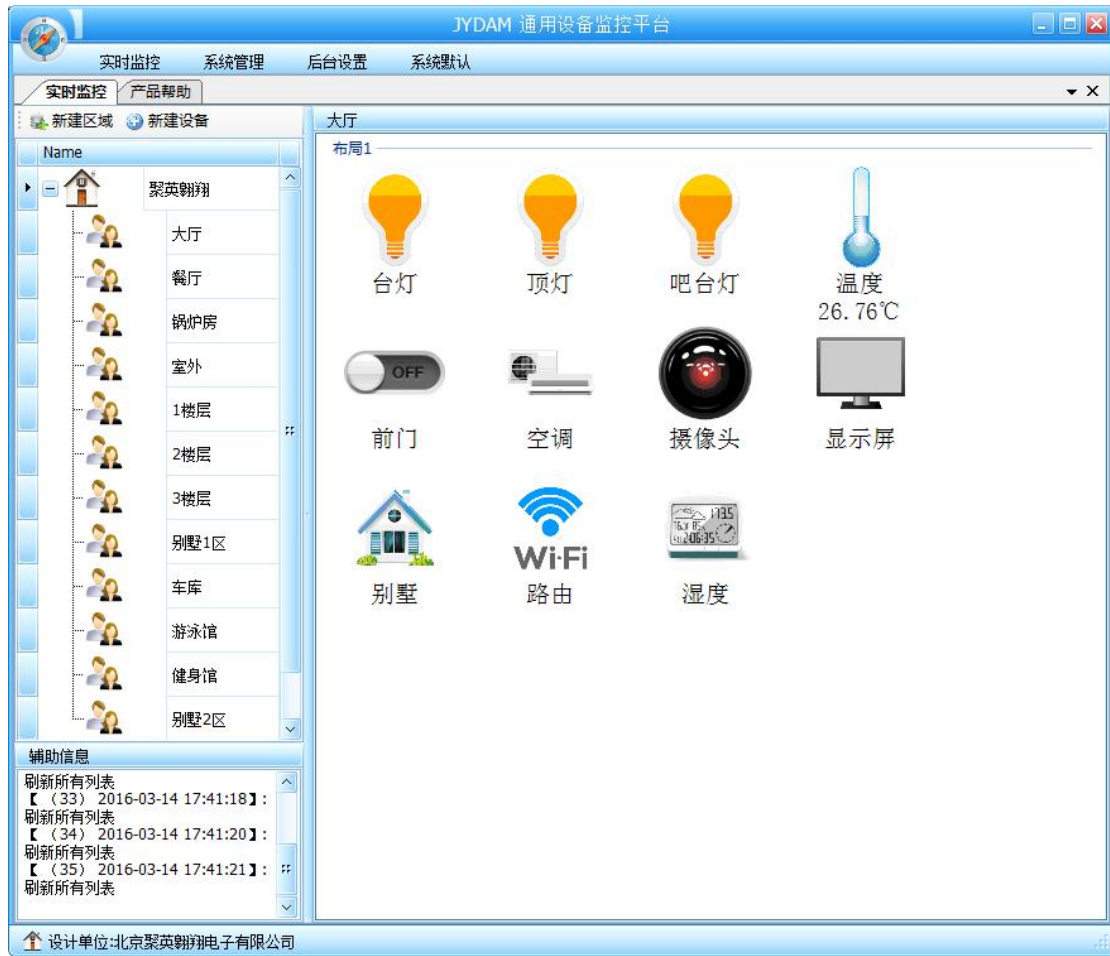 JYDAM 通用设备监控平台
实时监控 系统管理 后台设置 系统默认
实时监控 产品帮助
新建区域 新建设备
Name
聚英翱翔
大厅
餐厅
锅炉房
室外
1楼层
2楼层
3楼层
别墅1区
车库
游泳馆
健身馆
别墅2区
辅助信息
刷新所有列表
【 （33） 2016-03-14 17:41:18】:
刷新所有列表
【 （34） 2016-03-14 17:41:20】:
刷新所有列表
【 （35） 2016-03-14 17:41:21】:
刷新所有列表
大厅
布局1
台灯 顶灯 吧台灯 温度
26.76℃
OFF
前门 空调 摄像头 显示屏
Wi-Fi
别墅 路由 湿度
设计单位:北京聚英翱翔电子有限公司